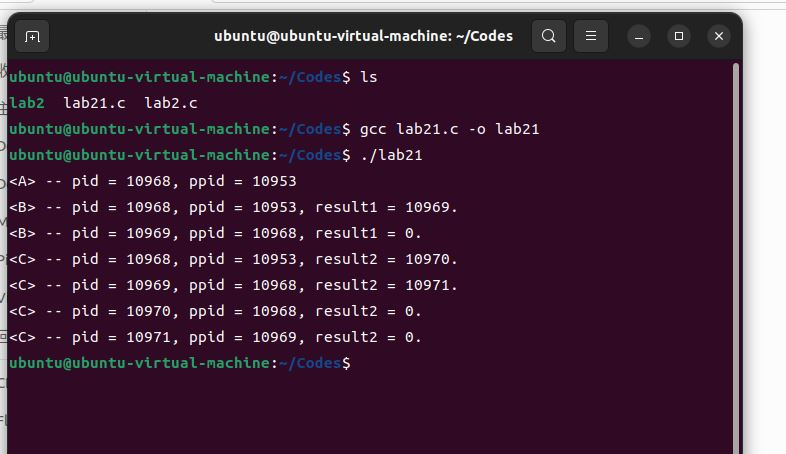 ubuntu@ubuntu-virtual-machine: ~/Codes
ubuntu@ubuntu-virtual-machine:~/Codes$ ls
lab2  lab21.c  lab2.c
ubuntu@ubuntu-virtual-machine:~/Codes$ gcc lab21.c -o lab21
ubuntu@ubuntu-virtual-machine:~/Codes$ ./lab21
<A> -- pid = 10968, ppid = 10953
<B> -- pid = 10968, ppid = 10953, result1 = 10969.
<B> -- pid = 10969, ppid = 10968, result1 = 0.
<C> -- pid = 10968, ppid = 10953, result2 = 10970.
<C> -- pid = 10969, ppid = 10968, result2 = 10971.
<C> -- pid = 10970, ppid = 10968, result2 = 0.
<C> -- pid = 10971, ppid = 10969, result2 = 0.
ubuntu@ubuntu-virtual-machine:~/Codes$